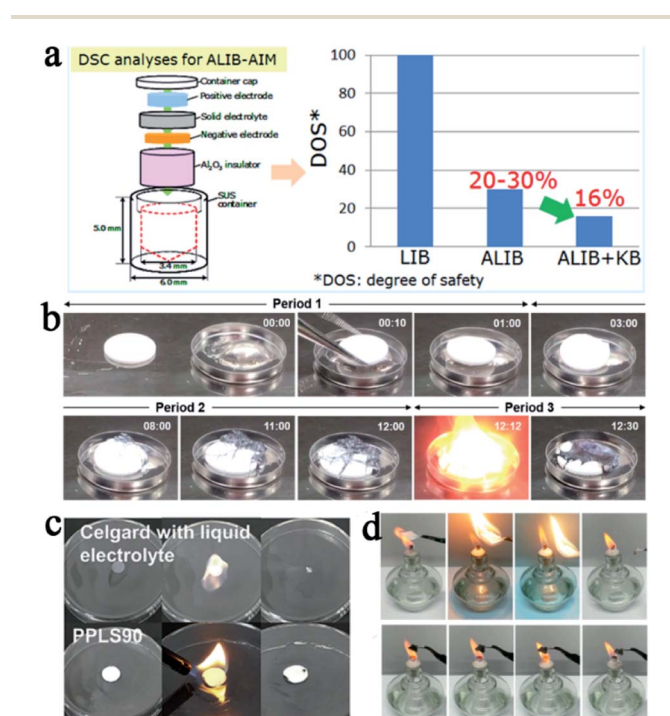 a
DSC analyses for ALIB-AIM
Container cap
Positive electrode
Solid electrolyte
Negative electrode
Al₂O₃ insulator
SUS
container
5.0 mm
3.4 mm
6.0 mm
DOS*
100
80
60
40
20
0
20-30%
16%
LIB
ALIB
ALIB+KB
*DOS: degree of safety
b
Period 1
00:00
00:10
01:00
03:00
Period 2
Period 3
08:00
11:00
12:00
12:12
12:30
c
Celgard with liquid
electrolyte
PPLS90
d